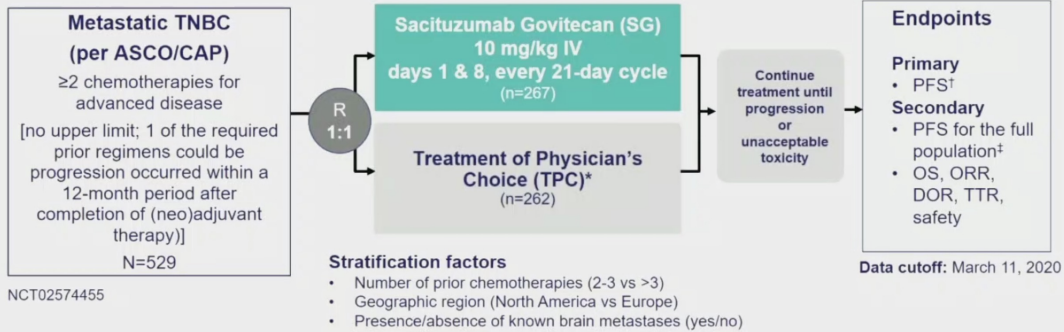 Metastatic TNBC
(per ASCO/CAP)
≥2 chemotherapies for
advanced disease
[no upper limit; 1 of the required
prior regimens could be
progression occurred within a
12-month period after
completion of (neo)adjuvant
therapy)]
N=529
NCT02574455
R
1:1
Sacituzumab Govitecan (SG)
10 mg/kg IV
days 1 & 8, every 21-day cycle
(n=267)
Treatment of Physician's
Choice (TPC)*
(n=262)
Stratification factors
• Number of prior chemotherapies (2-3 vs >3)
• Geographic region (North America vs Europe)
• Presence/absence of known brain metastases (yes/no)
Continue
treatment until
progression
or
unacceptable
toxicity
Endpoints
Primary
• PFS†
Secondary
• PFS for the full
population‡
• OS, ORR,
DOR, TTR,
safety
Data cutoff: March 11, 2020